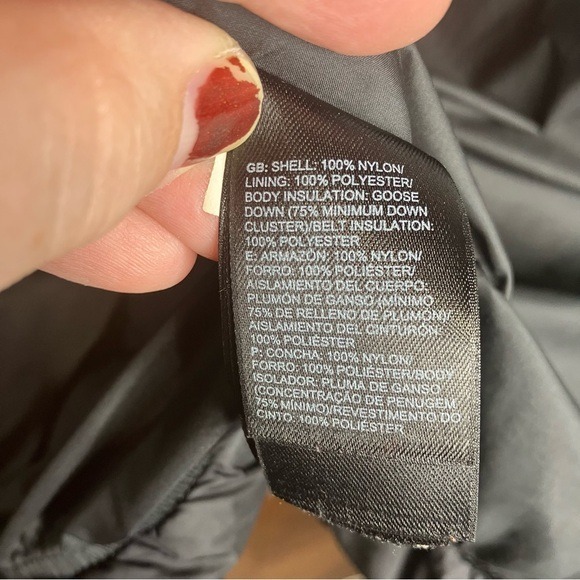 GB: SHELL: 100% NYLON/
LINING: 100% POLYESTER/
BODY INSULATION: GOOSE
DOWN (75% MINIMUM DOWN
CLUSTER)/BELT INSULATION:
100% POLYESTER
E: ARMAZÓN: 100% NYLON/
FORRO: 100% POLIÉSTER/
AISLAMIENTO DEL CUERPO:
PLUMÓN DE GANSO (MÍNIMO
75% DE RELLENO DE PLUMÓN)/
AISLAMIENTO DEL CINTURÓN:
100% POLIÉSTER
P: CONCHA: 100% NYLON/
FORRO: 100% POLIÉSTER/BODY
ISOLADOR: PLUMA DE GANSO
(CONCENTRAÇÃO DE PENUGEM
75% MÍNIMO)/REVESTIMENTO DO
CINTO: 100% POLIÉSTER